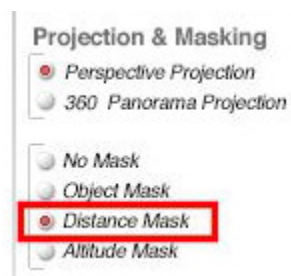 Projection & Masking
Perspective Projection
360 Panorama Projection
No Mask
Object Mask
Distance Mask
Altitude Mask